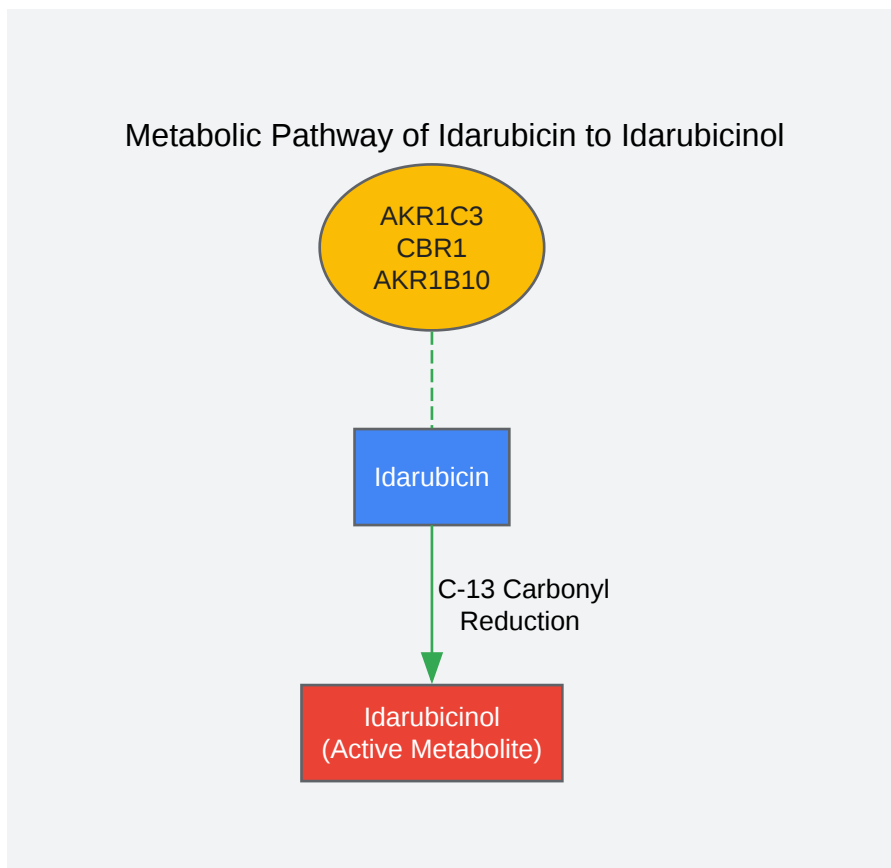 Metabolic Pathway of Idarubicin to Idarubicinol
AKR1C3
CBR1
AKR1B10
Idarubicin
C-13 Carbonyl
Reduction
Idarubicinol
(Active Metabolite)